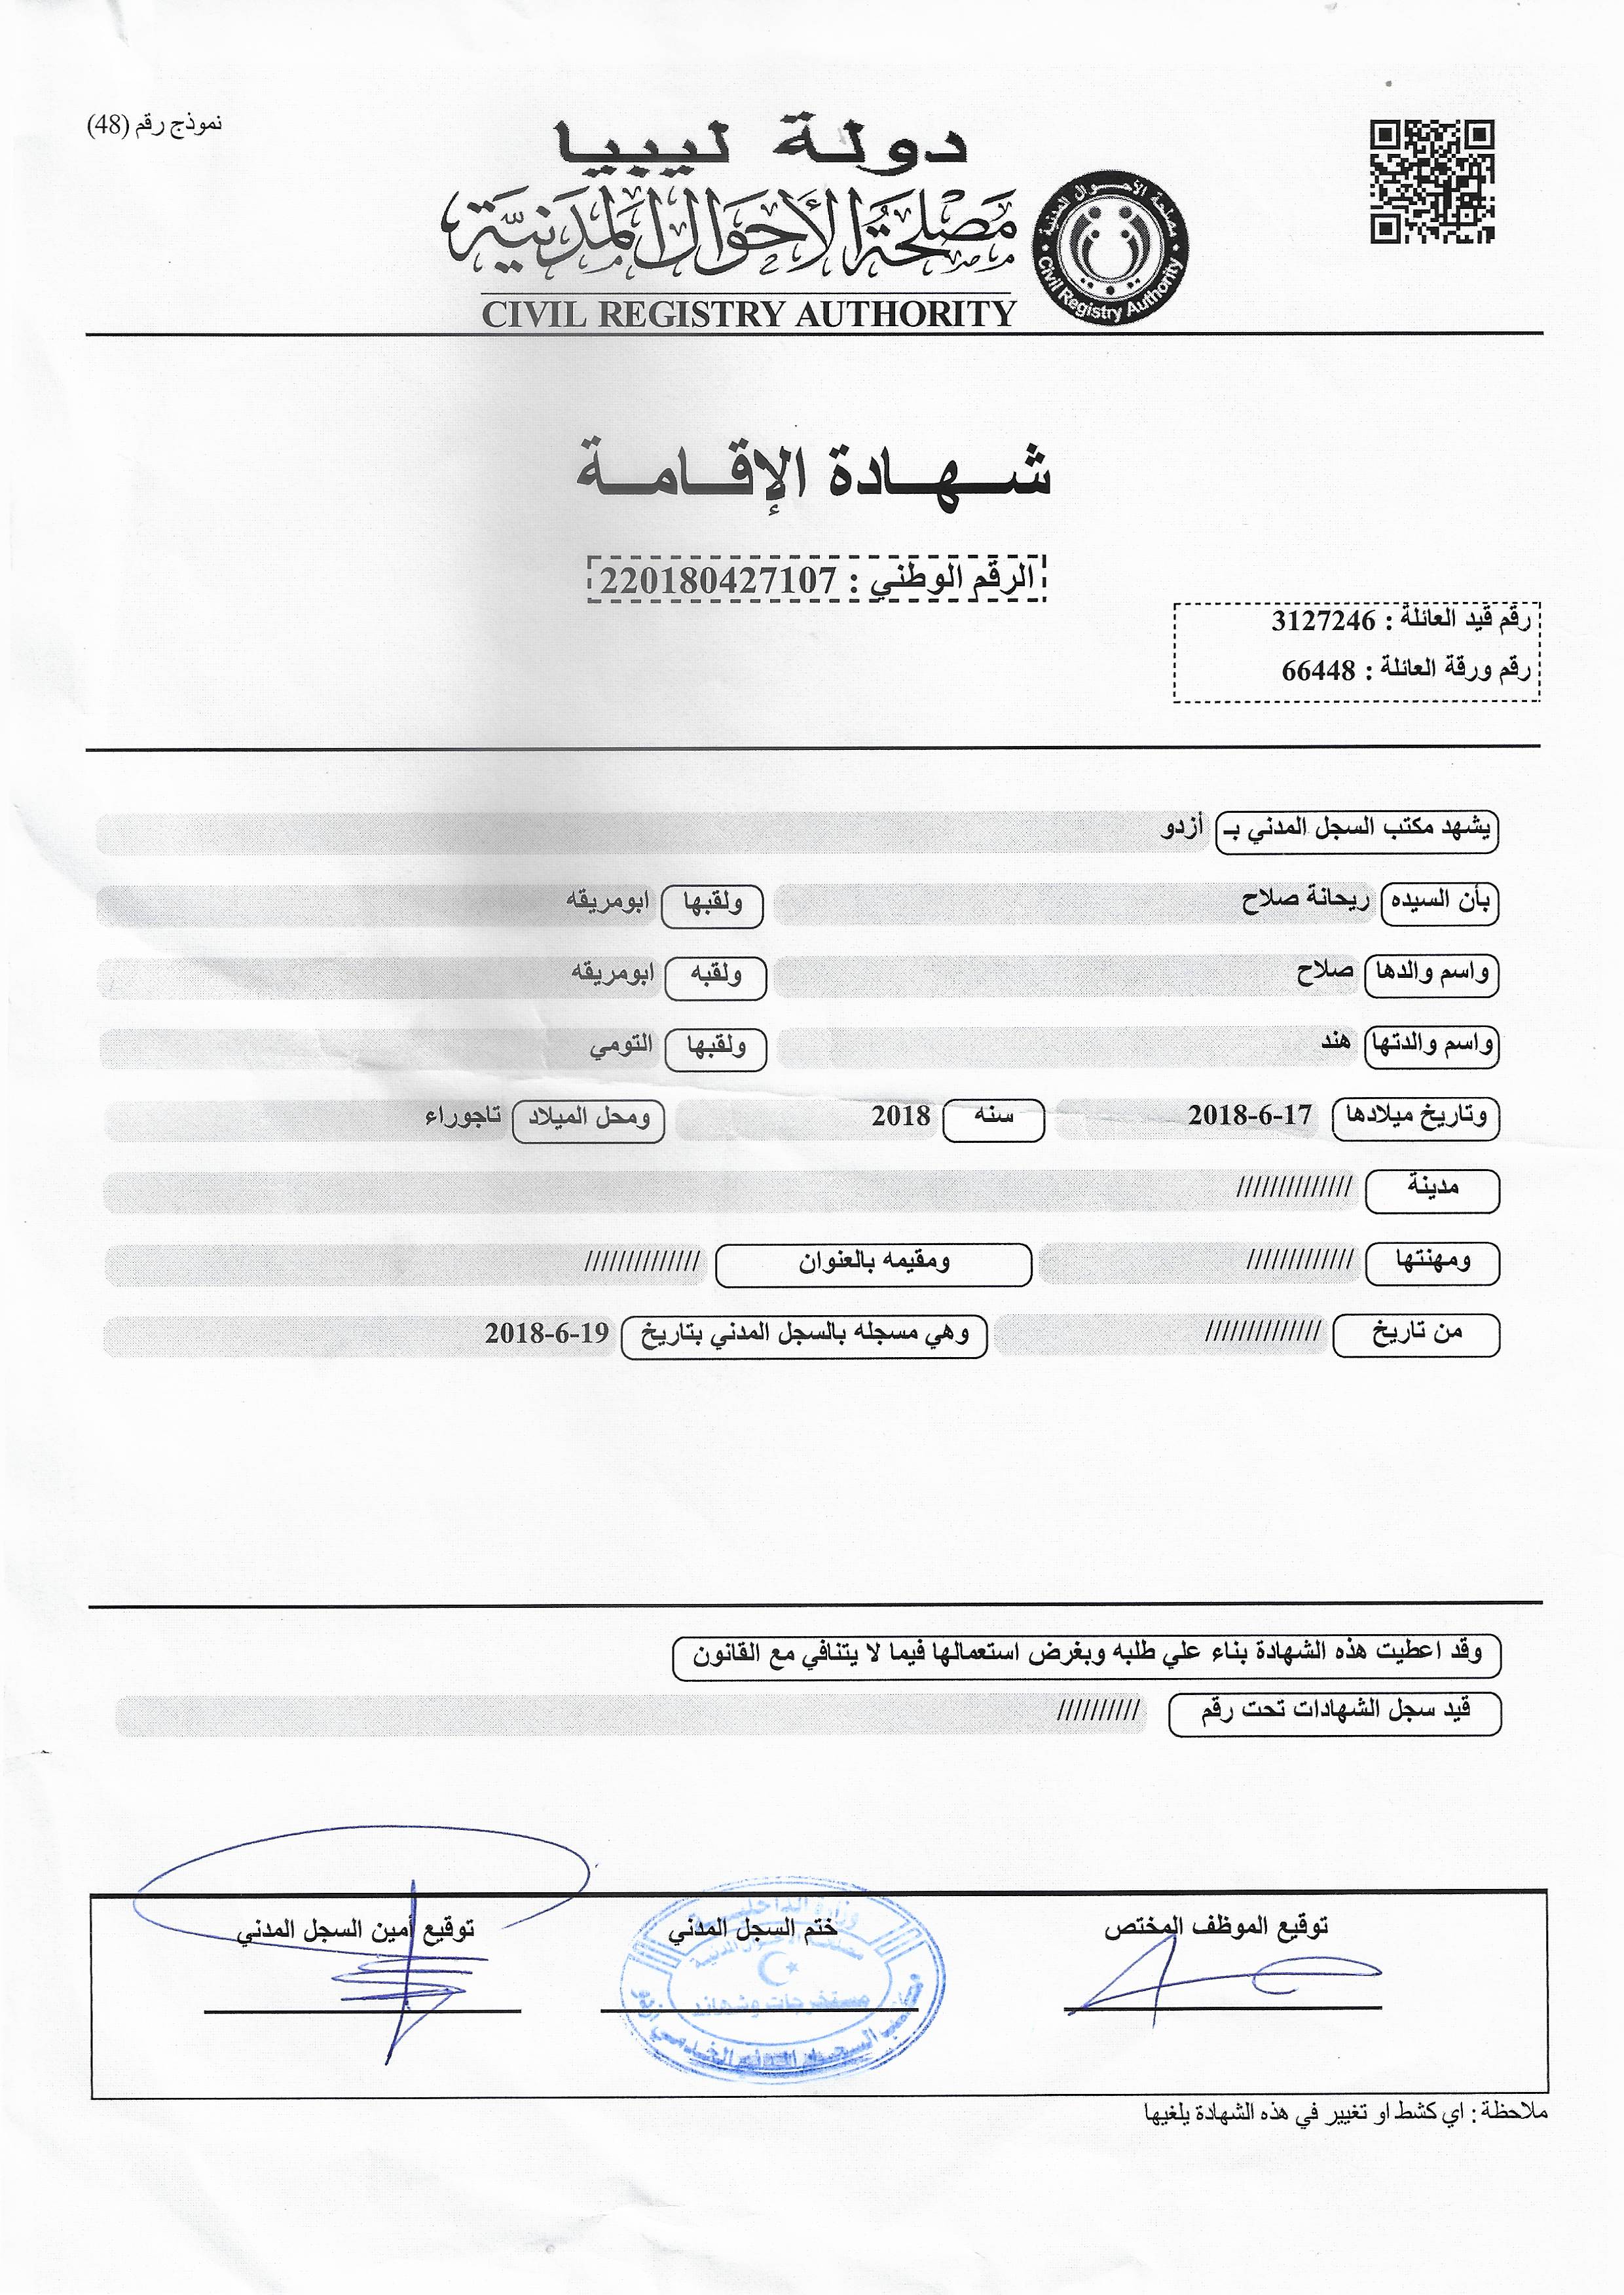 نموذج رقم (48)
دولة ليبيا
مصلحة الأحوال المدنية
CIVIL REGISTRY AUTHORITY
مصلحة الأحوال المدنية
Civil Registry Authority
شهادة الإقامة
الرقم الوطني : 220180427107
رقم قيد العائلة : 3127246
رقم ورقة العائلة : 66448
يشهد مكتب السجل المدني بـ أزدو
بأن السيده ريحانة صلاح ولقبها ابومريقه
واسم والدها صلاح ولقبه ابومريقه
واسم والدتها هند ولقبها التومي
وتاريخ ميلادها 17-6-2018 سنه 2018 ومحل الميلاد تاجوراء
مدينة //////////////
ومهنتها ///////////// ومقيمه بالعنوان //////////////
من تاريخ ////////////// وهي مسجله بالسجل المدني بتاريخ 19-6-2018
وقد اعطيت هذه الشهادة بناء علي طلبه وبغرض استعمالها فيما لا يتنافي مع القانون
قيد سجل الشهادات تحت رقم //////////
توقيع الموظف المختص ختم السجل المدني توقيع أمين السجل المدني
وزارة الداخلية
مصلحة الأحوال المدنية
مستخرجات وشهائد
ملاحظة : اي كشط او تغيير في هذه الشهادة يلغيها